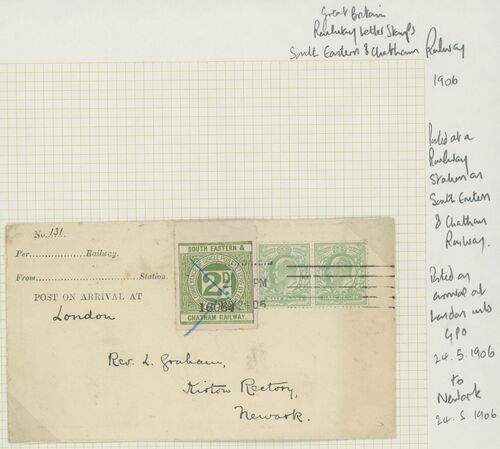 Great Britain
Railway Letter Stamps
South Eastern & Chatham Railway
1906
Posted at a
Railway
Station on
South Eastern
& Chatham
Railway.
Posted on
arrival at
London into
GPO
24.5.1906
to
Newark
24.5.1906
No. 131.
Per Railway.
From Station.
POST ON ARRIVAL AT
London
SOUTH EASTERN &
2D
CHATHAM RAILWAY.
PM
06
Rev. L. Graham,
Kirton Rectory,
Newark.